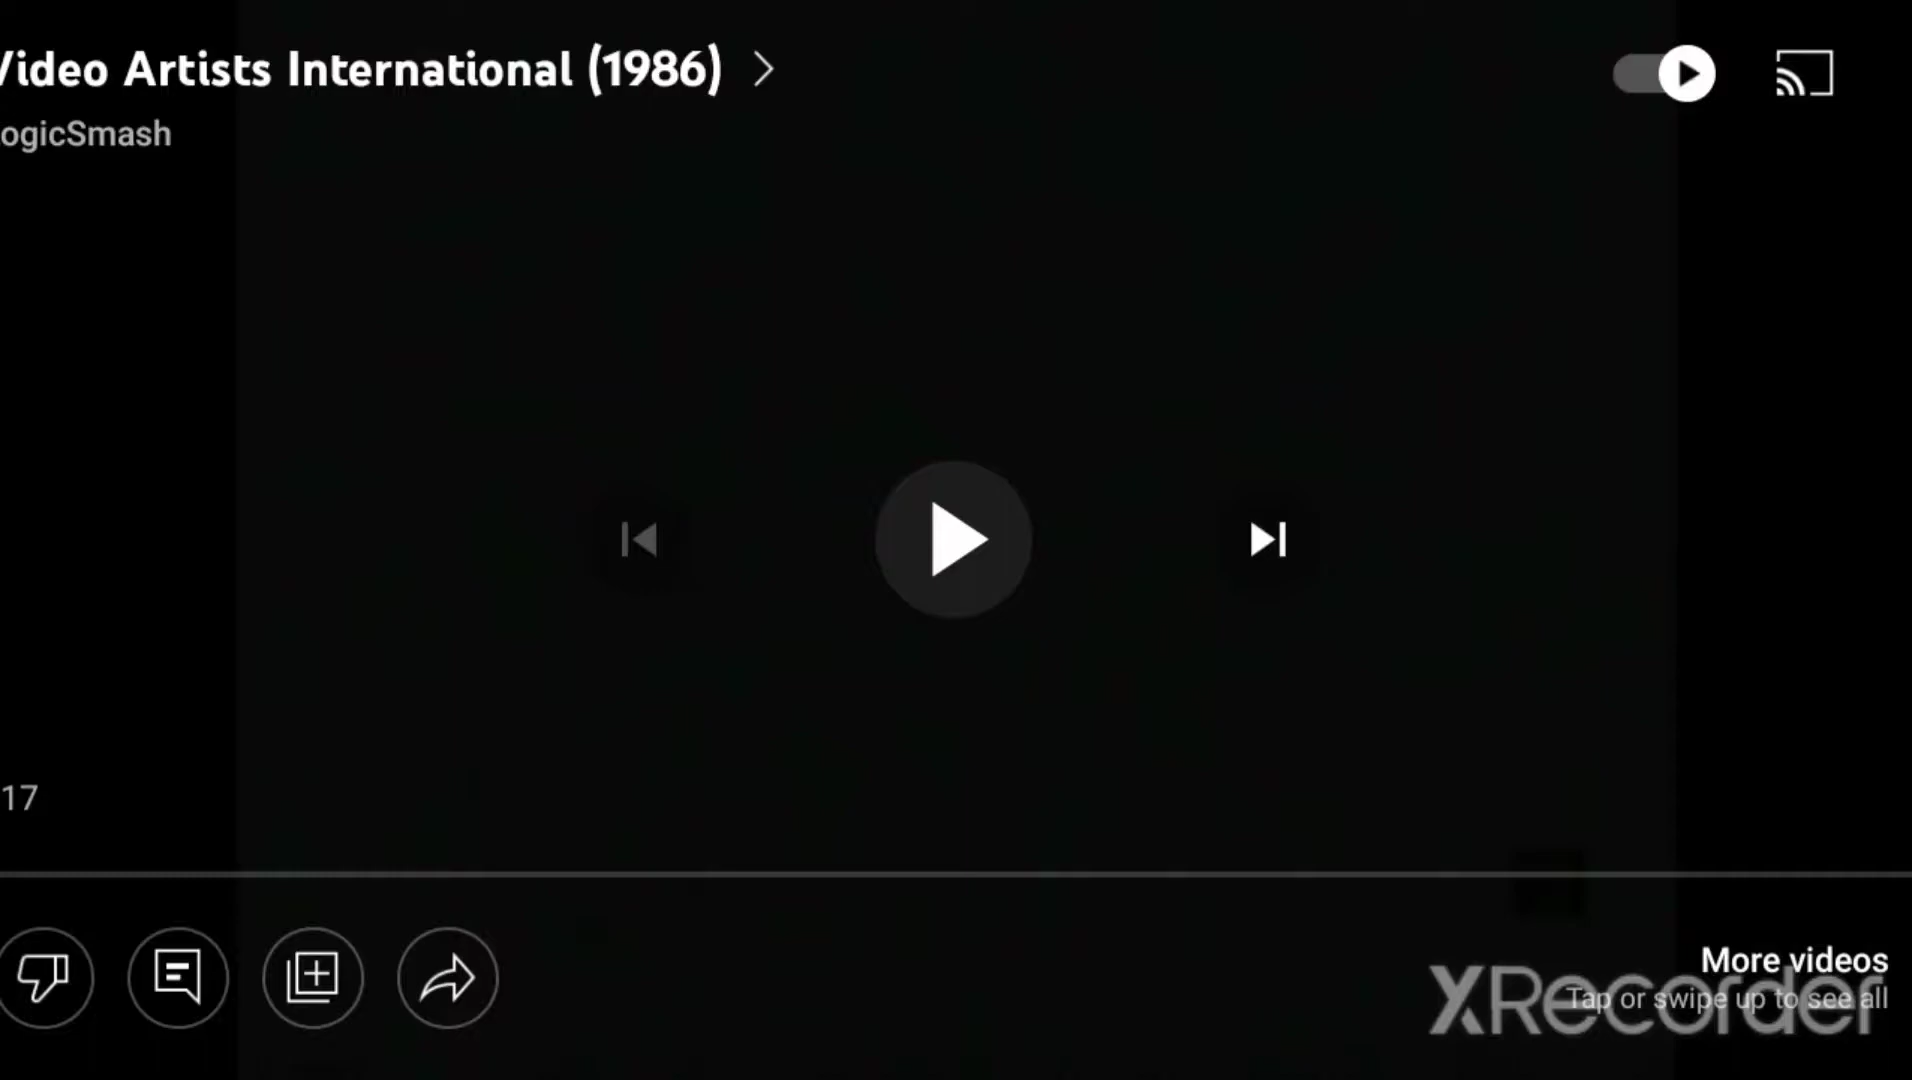 Video Artists International (1986)
ogicSmash
17
More videos
Tap or swipe up to see all
XRecorder